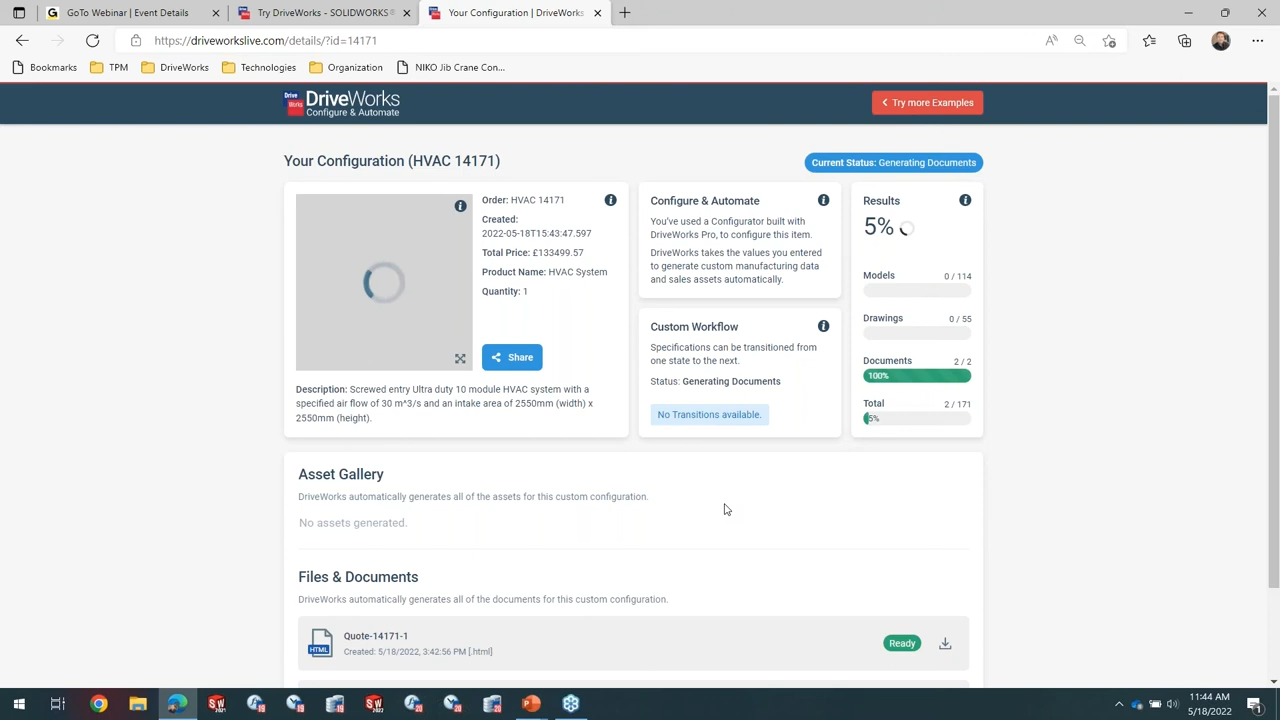 GoTo Webinar | Event Details
Try DriveWorks - SOLIDWORKS®
Your Configuration | DriveWorks
https://driveworkslive.com/details/?id=14171
Bookmarks
TPM
DriveWorks
Technologies
Organization
NIKO Jib Crane Con...
Drive
Works
DriveWorks
Configure & Automate
Try more Examples
Your Configuration (HVAC 14171)
Current Status: Generating Documents
Order: HVAC 14171
Created:
2022-05-18T15:43:47.597
Total Price: £133499.57
Product Name: HVAC System
Quantity: 1
Share
Description: Screwed entry Ultra duty 10 module HVAC system with a
specified air flow of 30 m^3/s and an intake area of 2550mm (width) x
2550mm (height).
Configure & Automate
You've used a Configurator built with
DriveWorks Pro, to configure this item.
DriveWorks takes the values you entered
to generate custom manufacturing data
and sales assets automatically.
Custom Workflow
Specifications can be transitioned from
one state to the next.
Status: Generating Documents
No Transitions available.
Results
5%
Models 0 / 114
Drawings 0 / 55
Documents 2 / 2
100%
Total 2 / 171
5%
Asset Gallery
DriveWorks automatically generates all of the assets for this custom configuration.
No assets generated.
Files & Documents
DriveWorks automatically generates all of the documents for this custom configuration.
HTML
Quote-14171-1
Created: 5/18/2022, 3:42:56 PM [.html]
Ready
11:44 AM
5/18/2022